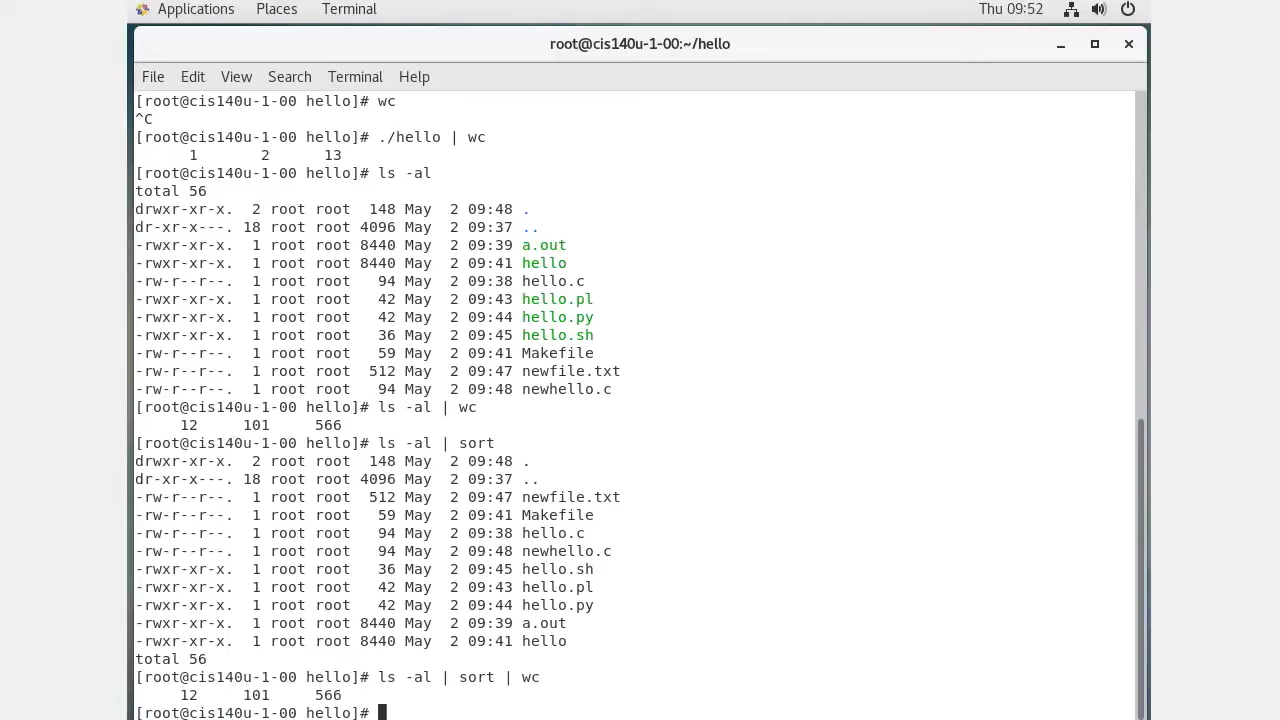 Applications Places Terminal Thu 09:52
root@cis140u-1-00:~/hello
File Edit View Search Terminal Help
[root@cis140u-1-00 hello]# wc
^C
[root@cis140u-1-00 hello]# ./hello | wc
      1       2      13
[root@cis140u-1-00 hello]# ls -al
total 56
drwxr-xr-x.  2 root root  148 May  2 09:48 .
dr-xr-x---. 18 root root 4096 May  2 09:37 ..
-rwxr-xr-x.  1 root root 8440 May  2 09:39 a.out
-rwxr-xr-x.  1 root root 8440 May  2 09:41 hello
-rw-r--r--.  1 root root   94 May  2 09:38 hello.c
-rwxr-xr-x.  1 root root   42 May  2 09:43 hello.pl
-rwxr-xr-x.  1 root root   42 May  2 09:44 hello.py
-rwxr-xr-x.  1 root root   36 May  2 09:45 hello.sh
-rw-r--r--.  1 root root   59 May  2 09:41 Makefile
-rw-r--r--.  1 root root  512 May  2 09:47 newfile.txt
-rw-r--r--.  1 root root   94 May  2 09:48 newhello.c
[root@cis140u-1-00 hello]# ls -al | wc
     12     101     566
[root@cis140u-1-00 hello]# ls -al | sort
drwxr-xr-x.  2 root root  148 May  2 09:48 .
dr-xr-x---. 18 root root 4096 May  2 09:37 ..
-rw-r--r--.  1 root root  512 May  2 09:47 newfile.txt
-rw-r--r--.  1 root root   59 May  2 09:41 Makefile
-rw-r--r--.  1 root root   94 May  2 09:38 hello.c
-rw-r--r--.  1 root root   94 May  2 09:48 newhello.c
-rwxr-xr-x.  1 root root   36 May  2 09:45 hello.sh
-rwxr-xr-x.  1 root root   42 May  2 09:43 hello.pl
-rwxr-xr-x.  1 root root   42 May  2 09:44 hello.py
-rwxr-xr-x.  1 root root 8440 May  2 09:39 a.out
-rwxr-xr-x.  1 root root 8440 May  2 09:41 hello
total 56
[root@cis140u-1-00 hello]# ls -al | sort | wc
     12     101     566
[root@cis140u-1-00 hello]#